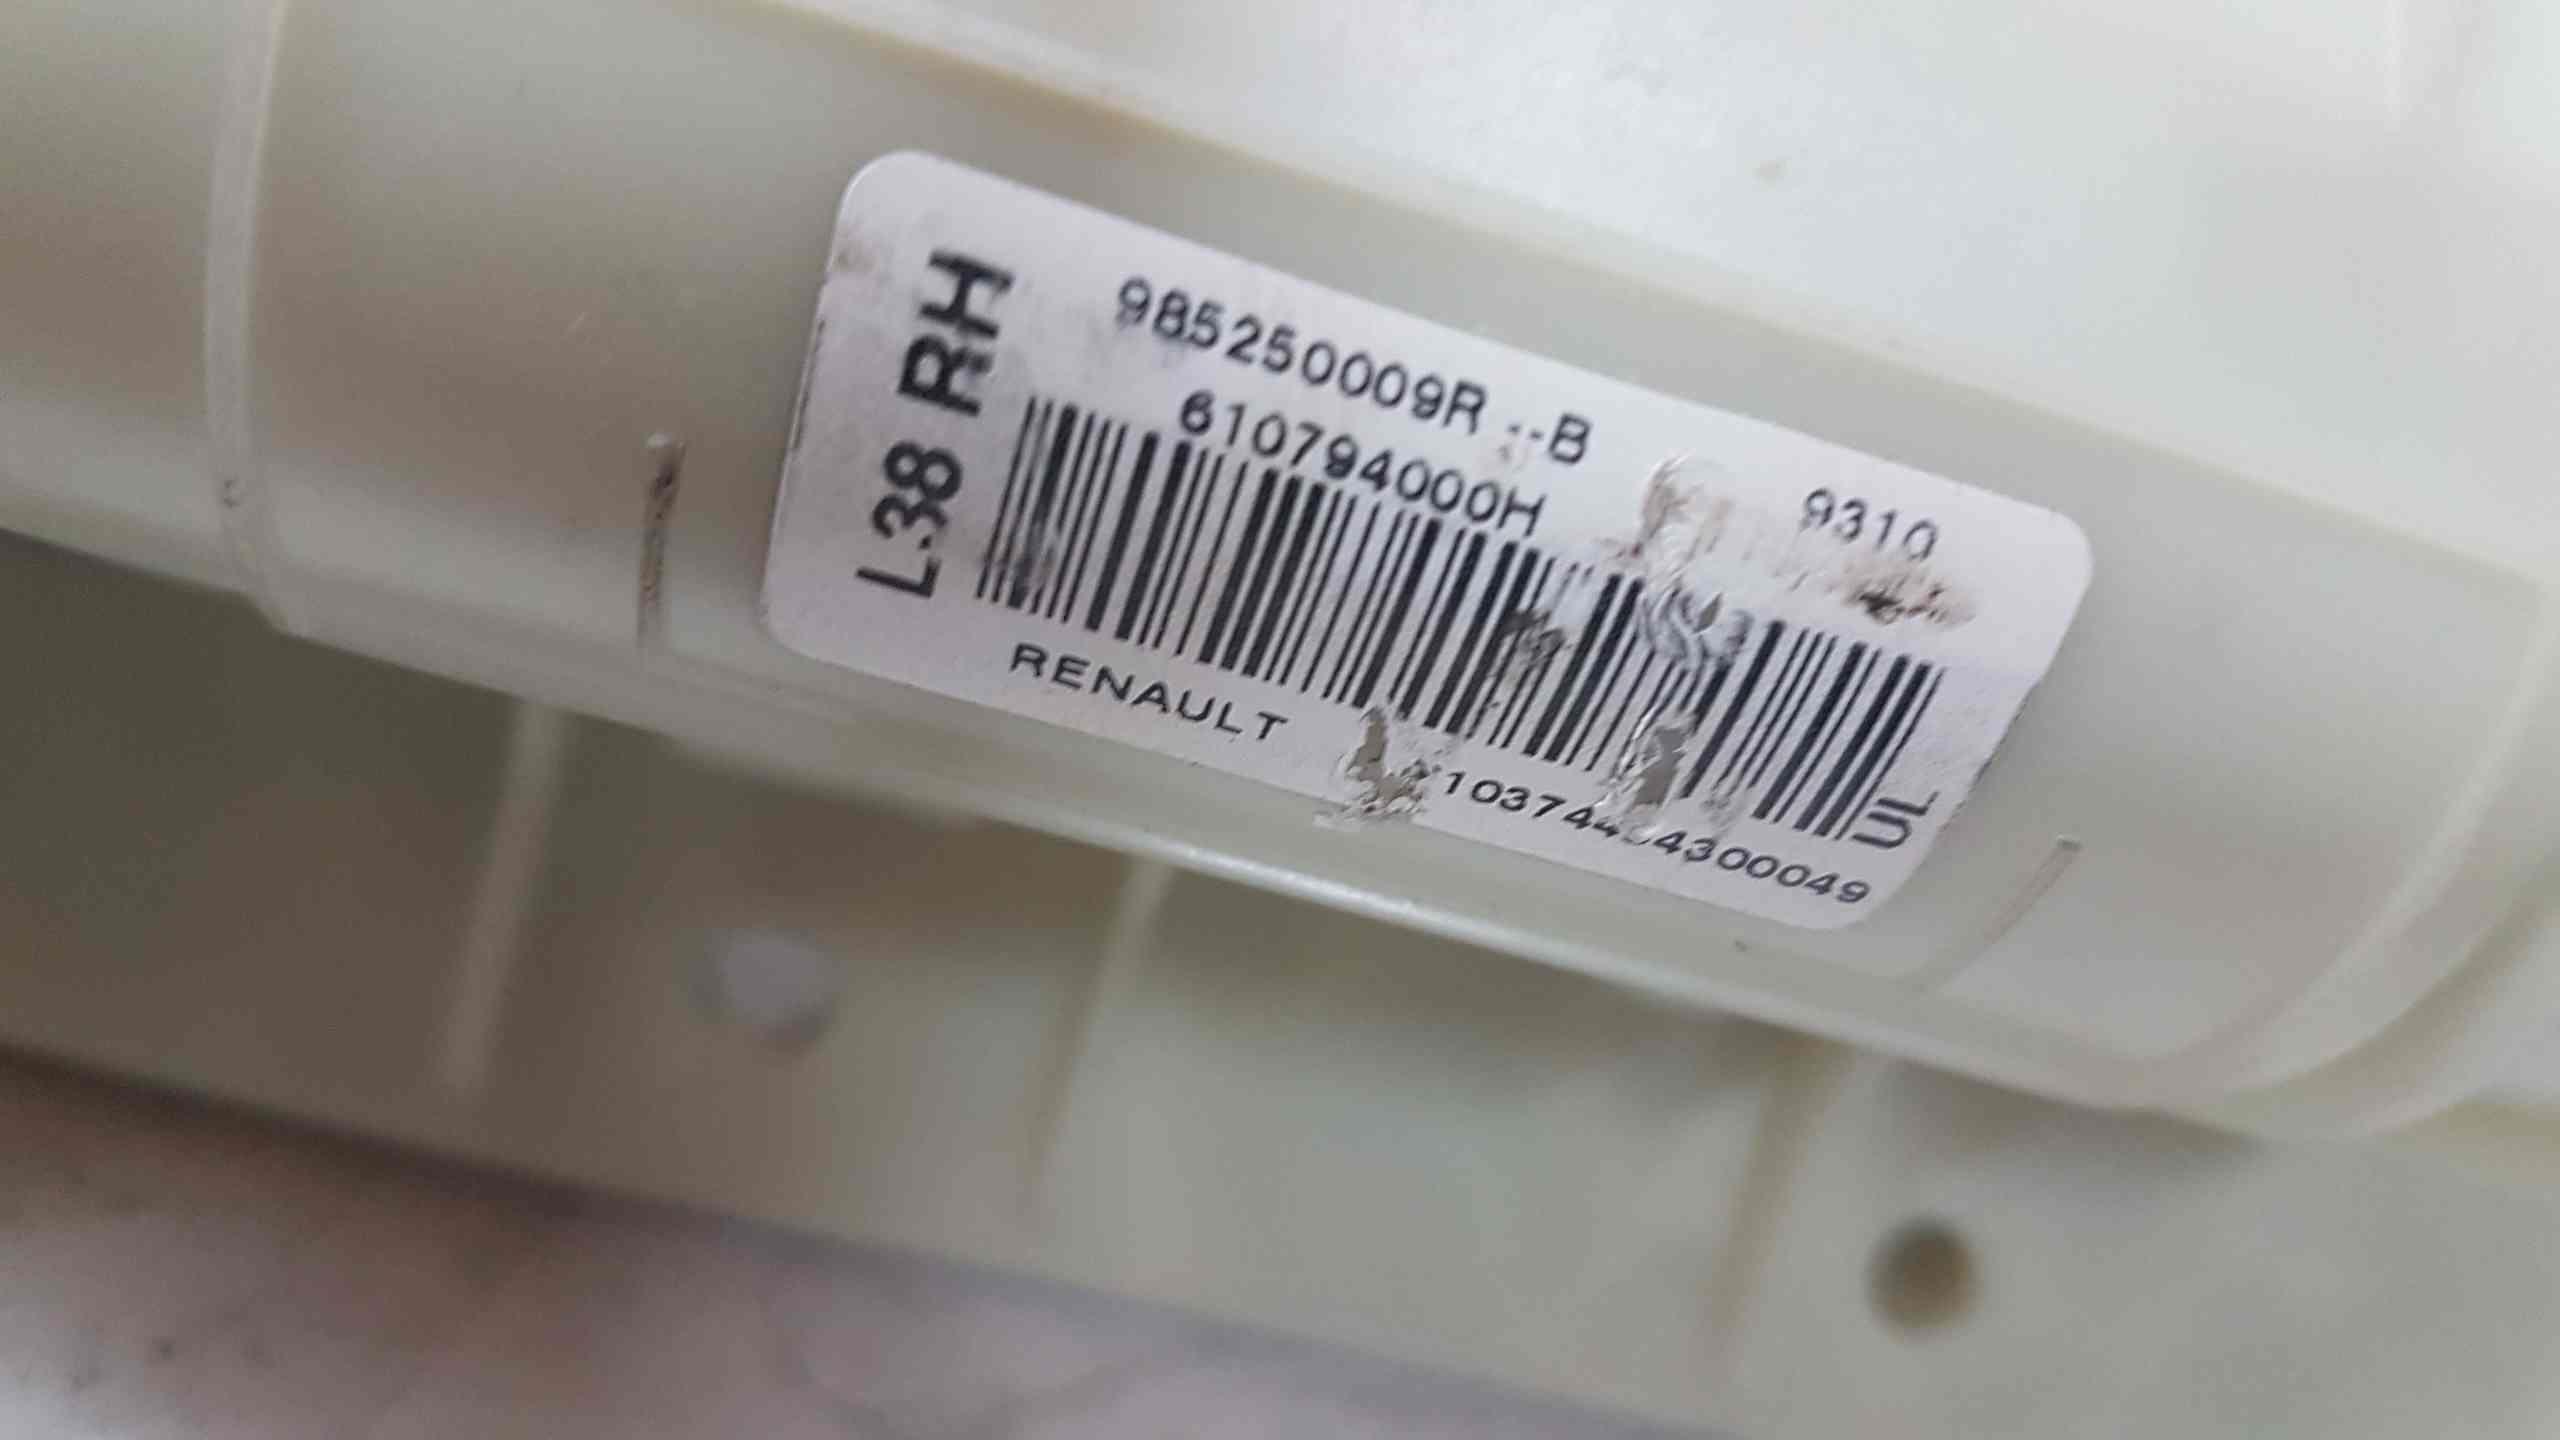 L38 RH
985250009R --B
610794000H
9310
RENAULT
UL